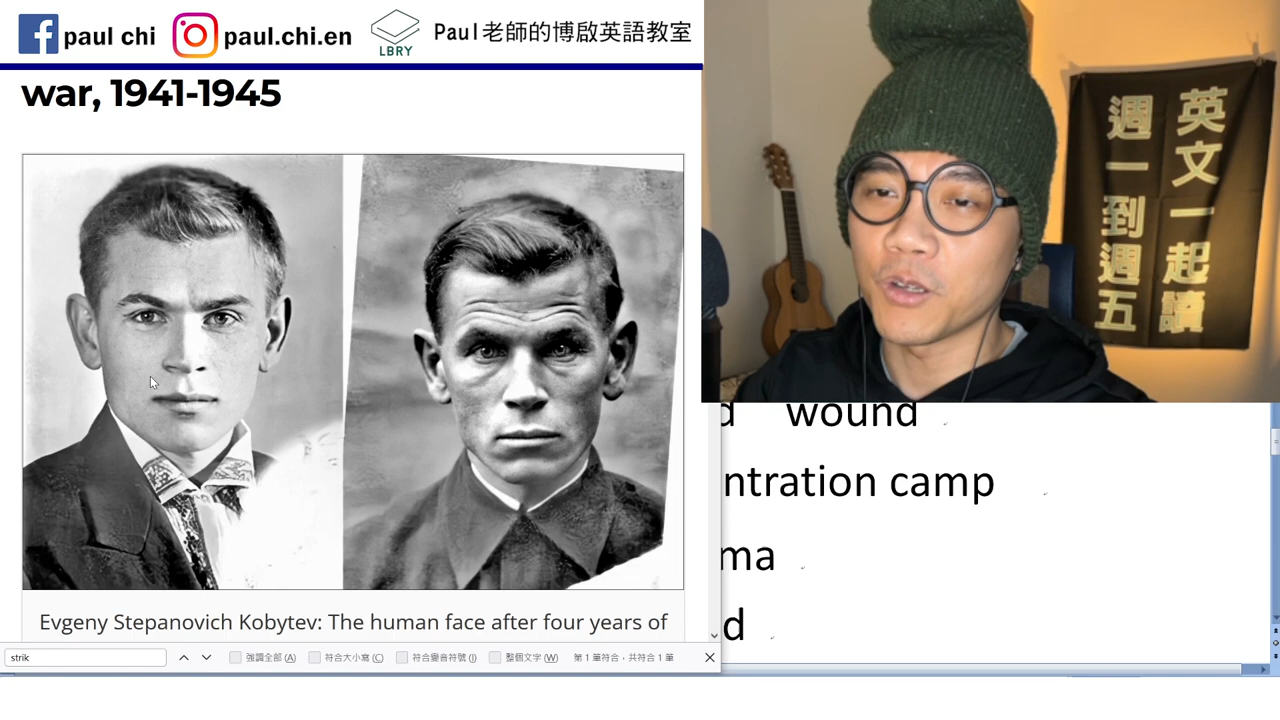 paul chi
paul.chi.en
LBRY
Paul老師的博啟英語教室
war, 1941-1945
英文一起讀
週一到週五
d wound
ntration camp
ma
d
Evgeny Stepanovich Kobytev: The human face after four years of
strik
強調全部(A)
符合大小寫(C)
符合變音符號(I)
整個文字(W)
第 1 筆符合，共符合 1 筆